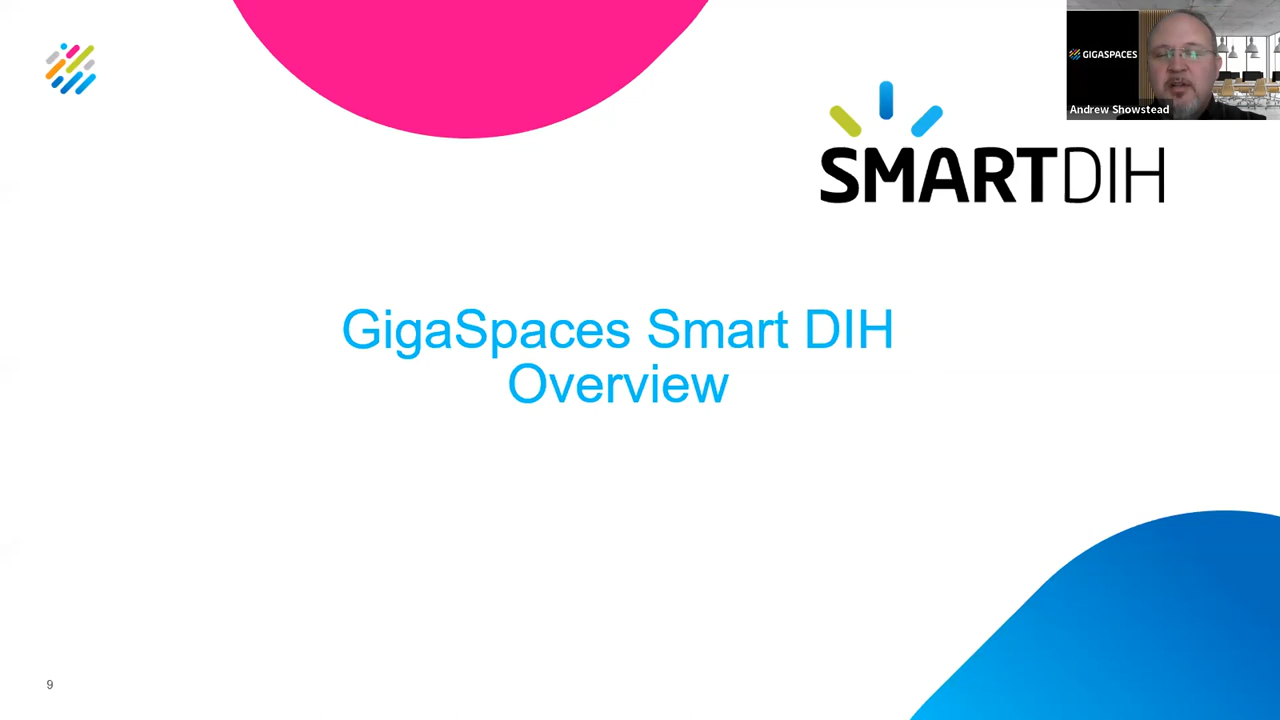 GIGASPACES
Andrew Showstead
SMARTDIH
GigaSpaces Smart DIH
Overview
9